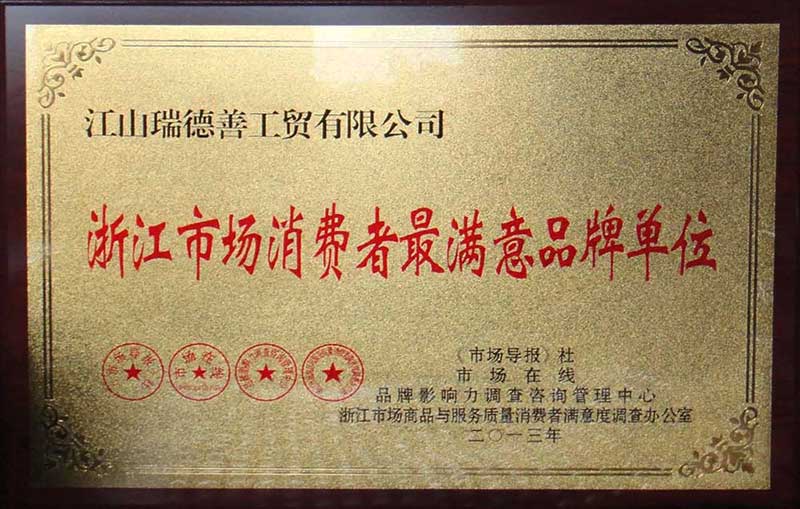 江山瑞德善工贸有限公司
浙江市场消费者最满意品牌单位
《市场导报》社
市场在线
品牌影响力调查咨询管理中心
浙江市场商品与服务质量消费者满意度调查办公室
二〇一三年